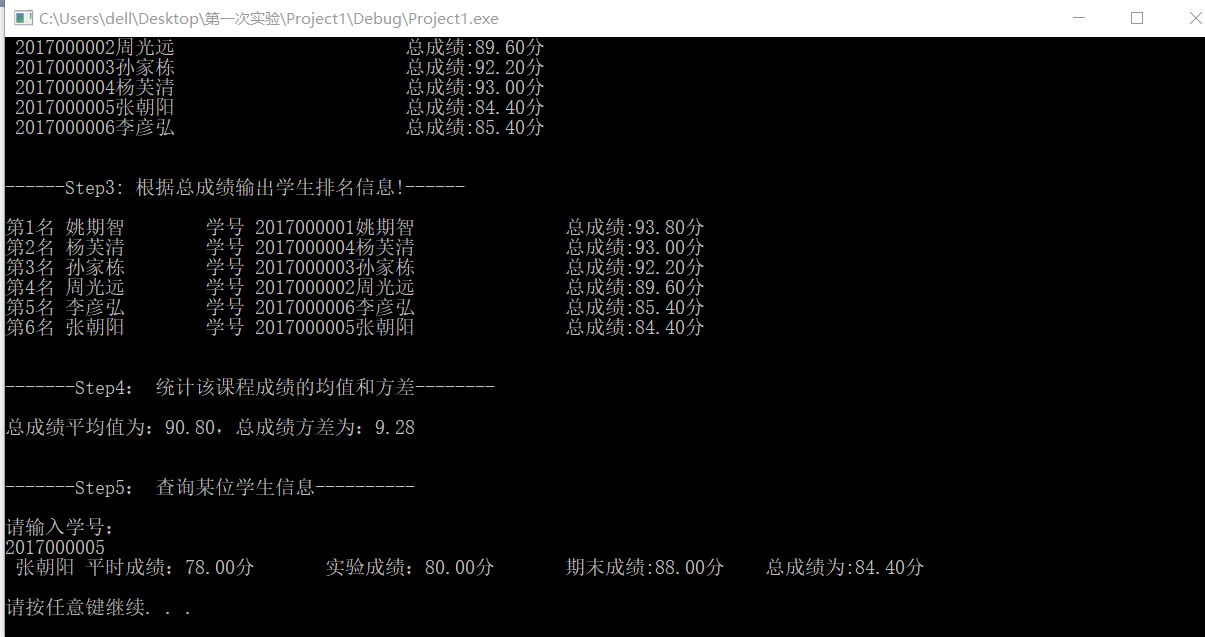 C:\Users\dell\Desktop\第一次实验\Project1\Debug\Project1.exe
2017000002周光远 总成绩:89.60分
2017000003孙家栋 总成绩:92.20分
2017000004杨芙清 总成绩:93.00分
2017000005张朝阳 总成绩:84.40分
2017000006李彦弘 总成绩:85.40分
------Step3: 根据总成绩输出学生排名信息!------
第1名 姚期智 学号 2017000001姚期智 总成绩:93.80分
第2名 杨芙清 学号 2017000004杨芙清 总成绩:93.00分
第3名 孙家栋 学号 2017000003孙家栋 总成绩:92.20分
第4名 周光远 学号 2017000002周光远 总成绩:89.60分
第5名 李彦弘 学号 2017000006李彦弘 总成绩:85.40分
第6名 张朝阳 学号 2017000005张朝阳 总成绩:84.40分
-------Step4： 统计该课程成绩的均值和方差--------
总成绩平均值为：90.80，总成绩方差为：9.28
-------Step5： 查询某位学生信息----------
请输入学号：
2017000005
张朝阳 平时成绩：78.00分 实验成绩：80.00分 期末成绩:88.00分 总成绩为:84.40分
请按任意键继续. . .